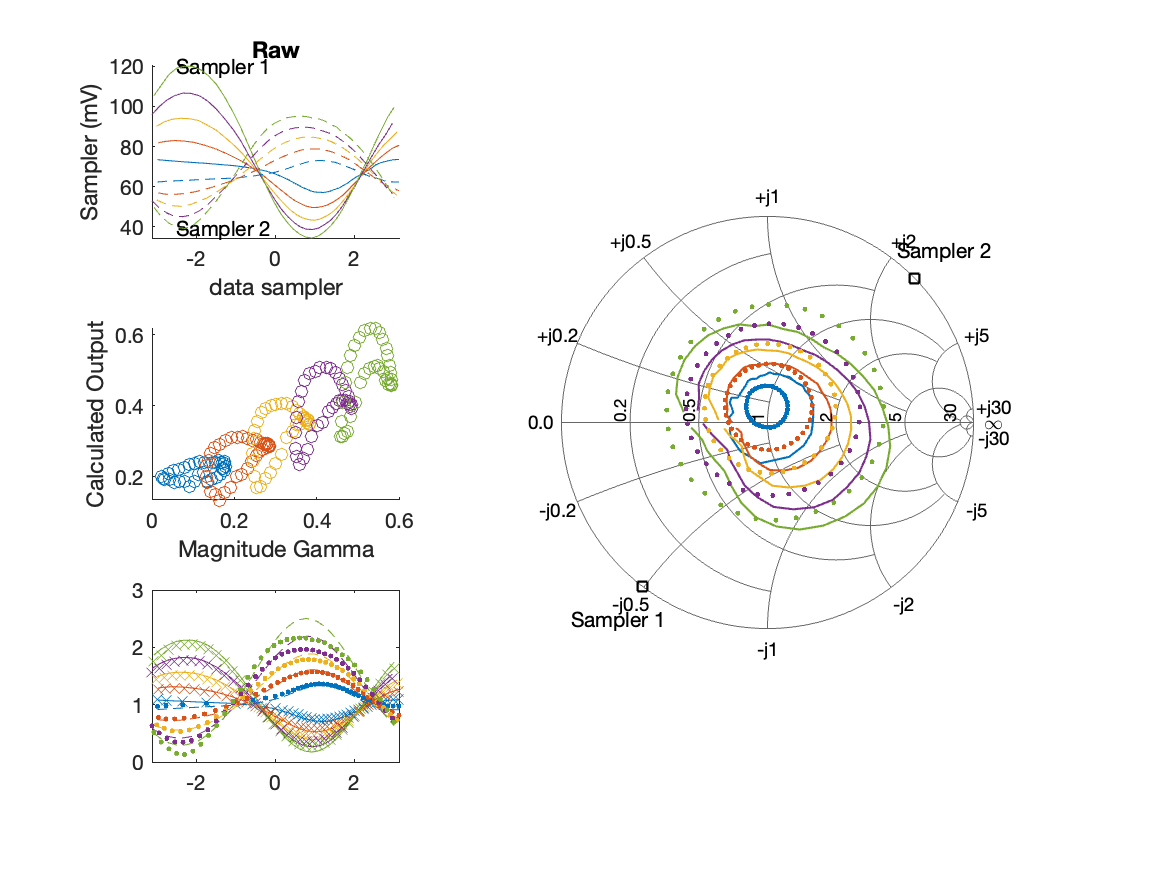 Raw
Sampler 1
120
100
80
60
40
Sampler (mV)
Sampler 2
-2
0
2
data sampler
0.6
0.4
0.2
Calculated Output
0
0.2
0.4
0.6
Magnitude Gamma
3
2
1
0
-2
0
2
+j1
+j0.5
+j2
Sampler 2
+j0.2
+j5
0.0
0.2
0.5
1
2
5
30
+j30
∞
-j30
-j0.2
-j5
-j0.5
-j2
Sampler 1
-j1